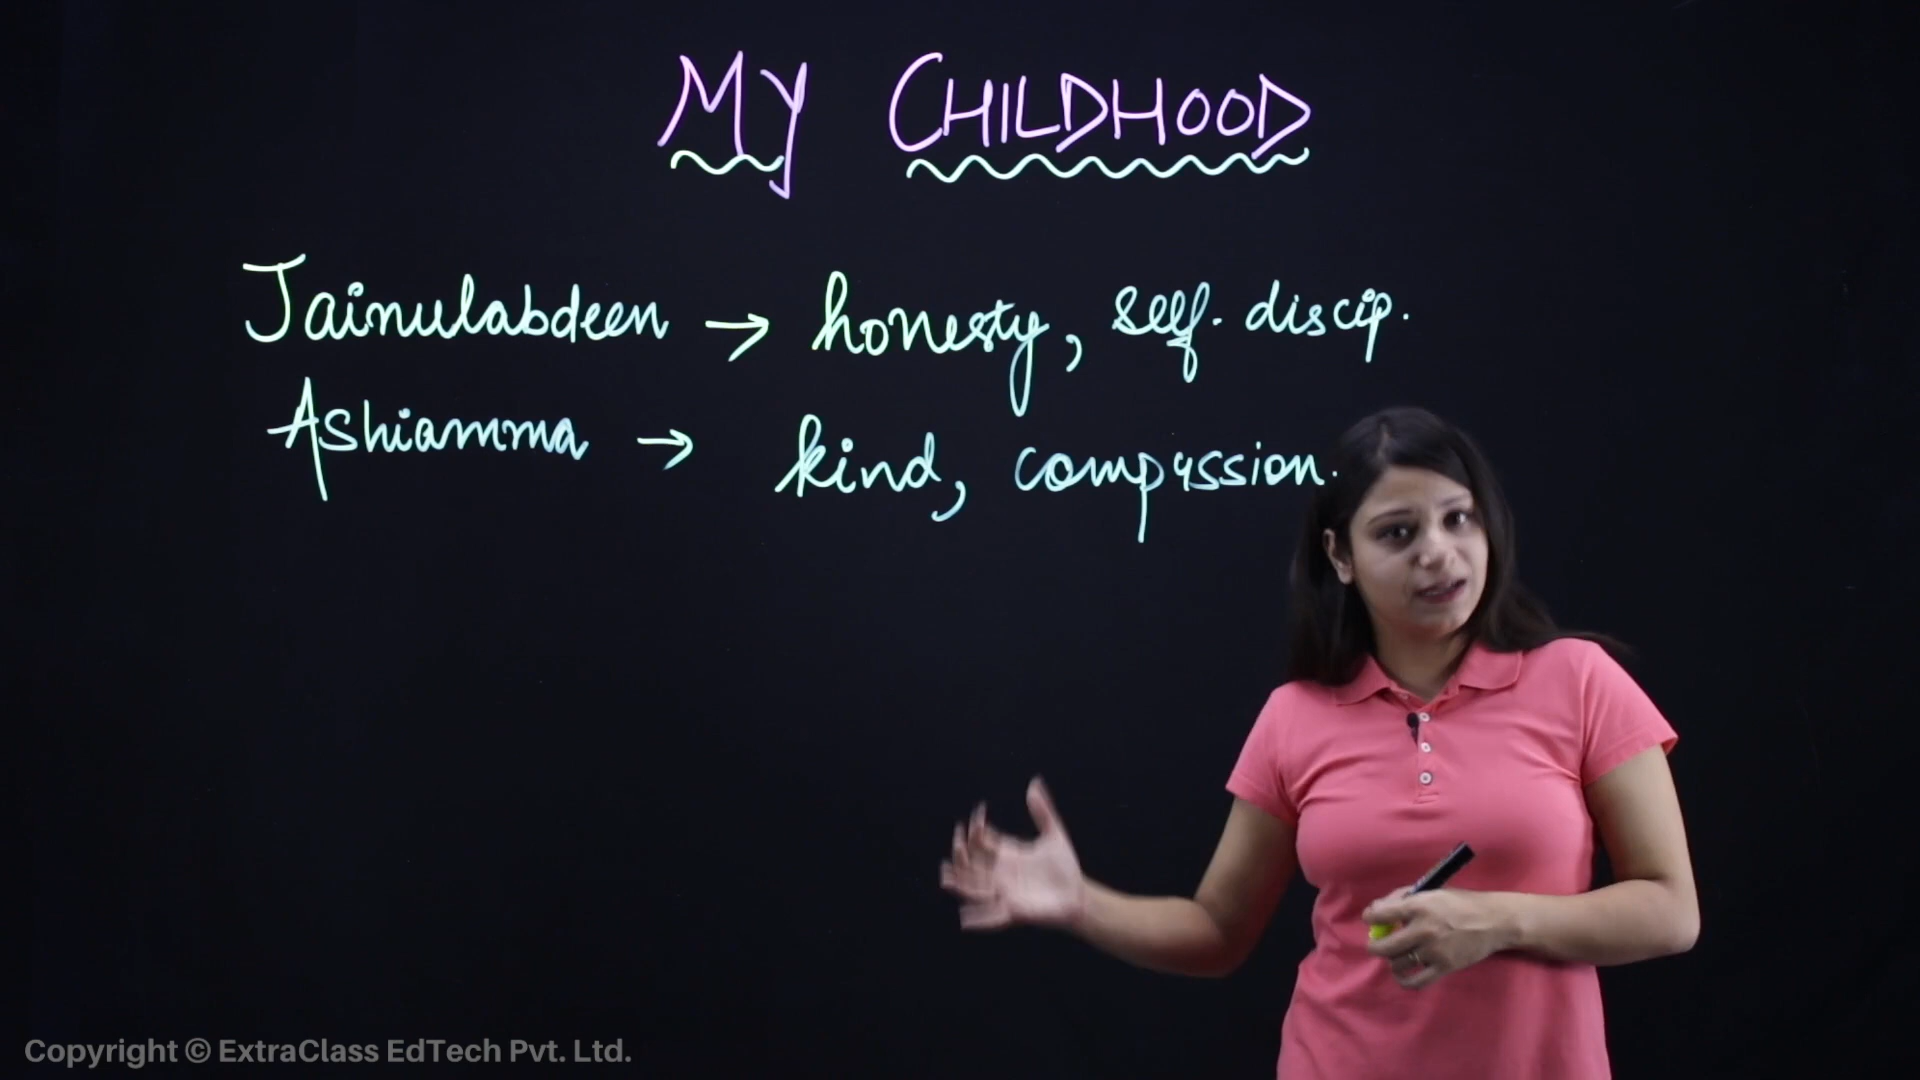 My CHILDHOOD
Jainulabdeen → honesty, self-discip.
Ashiamma → kind, compassion.
Copyright © ExtraClass EdTech Pvt. Ltd.